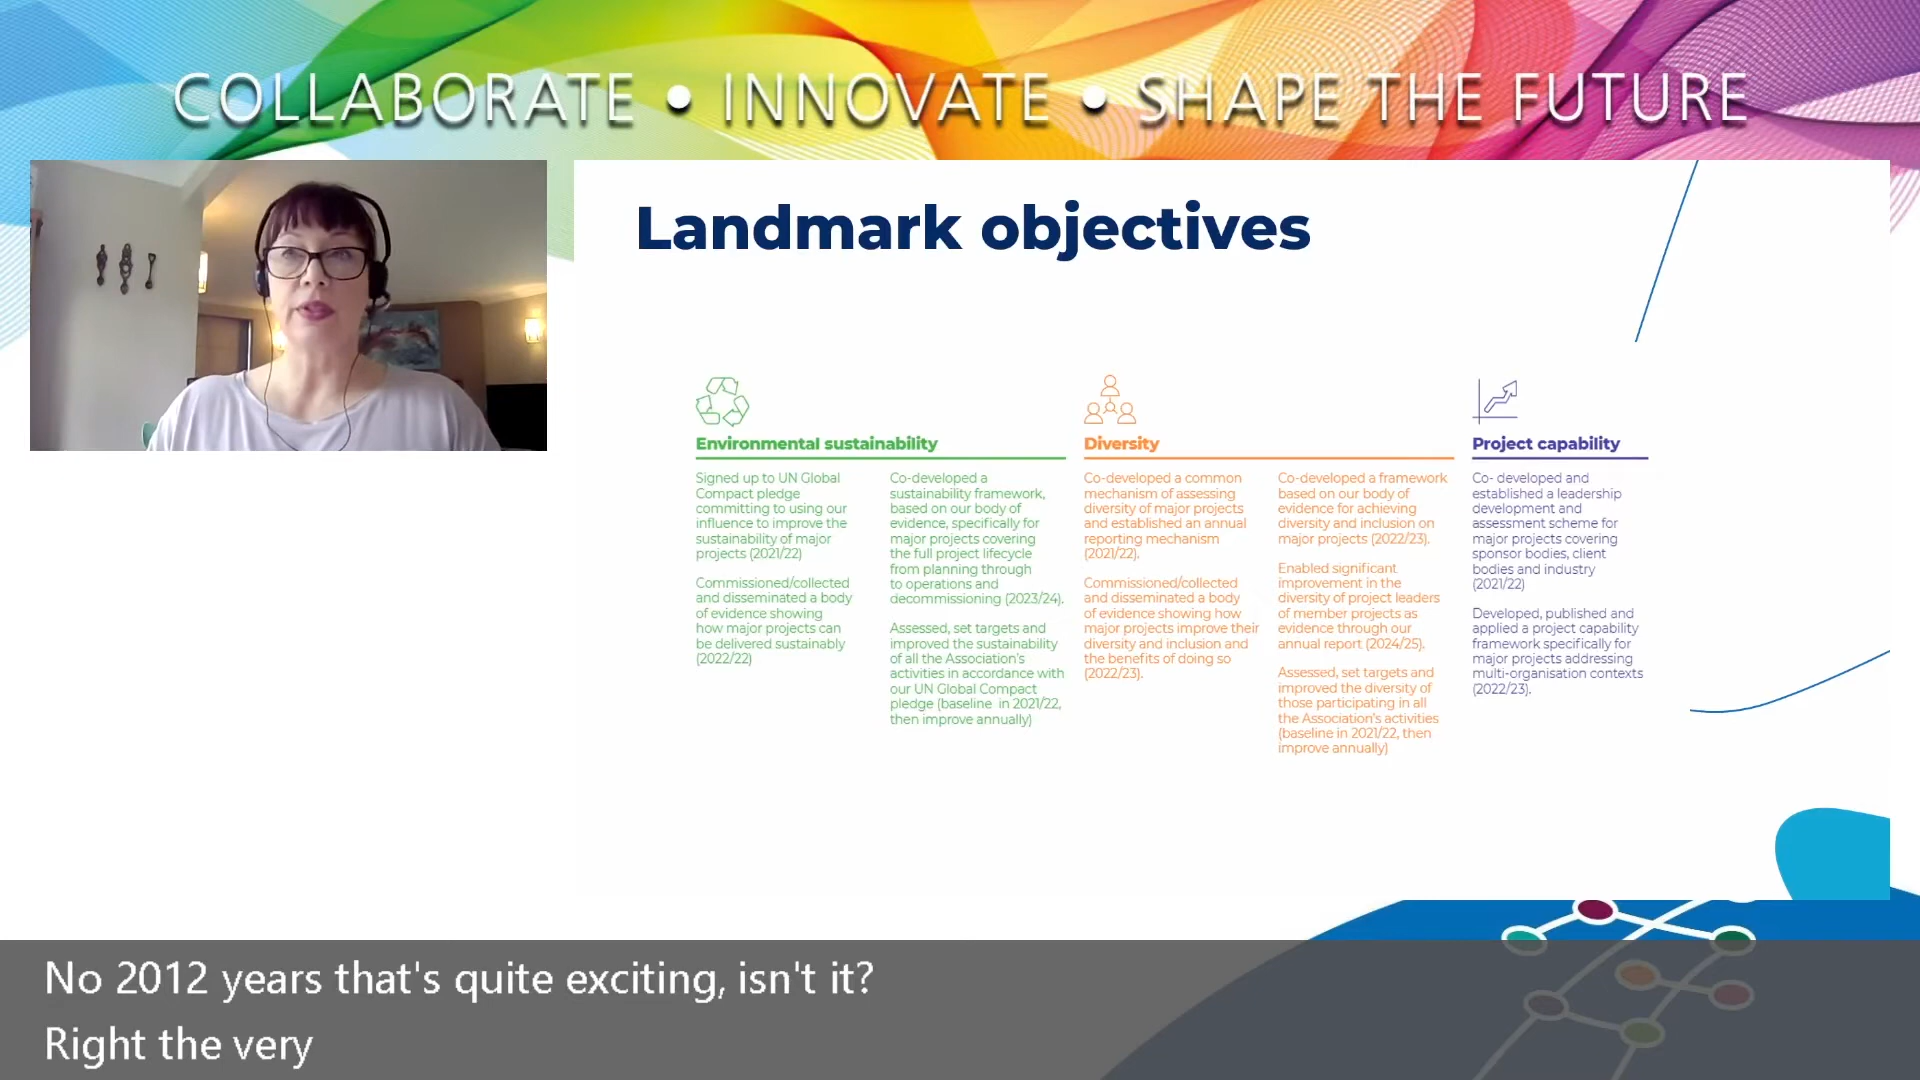 COLLABORATE • INNOVATE • SHAPE THE FUTURE
Landmark objectives
Environmental sustainability
Signed up to UN Global
Compact pledge
committing to using our
influence to improve the
sustainability of major
projects (2021/22)
Commissioned/collected
and disseminated a body
of evidence showing
how major projects can
be delivered sustainably
(2022/22)
Co-developed a
sustainability framework,
based on our body of
evidence, specifically for
major projects covering
the full project lifecycle
from planning through
to operations and
decommissioning (2023/24).
Assessed, set targets and
improved the sustainability
of all the Association's
activities in accordance with
our UN Global Compact
pledge (baseline in 2021/22,
then improve annually)
Diversity
Co-developed a common
mechanism of assessing
diversity of major projects
and established an annual
reporting mechanism
(2021/22).
Commissioned/collected
and disseminated a body
of evidence showing how
major projects improve their
diversity and inclusion and
the benefits of doing so
(2022/23).
Co-developed a framework
based on our body of
evidence for achieving
diversity and inclusion on
major projects (2022/23).
Enabled significant
improvement in the
diversity of project leaders
of member projects as
evidence through our
annual report (2024/25).
Assessed, set targets and
improved the diversity of
those participating in all
the Association's activities
(baseline in 2021/22, then
improve annually)
Project capability
Co- developed and
established a leadership
development and
assessment scheme for
major projects covering
sponsor bodies, client
bodies and industry
(2021/22)
Developed, published and
applied a project capability
framework specifically for
major projects addressing
multi-organisation contexts
(2022/23).
No 2012 years that's quite exciting, isn't it?
Right the very